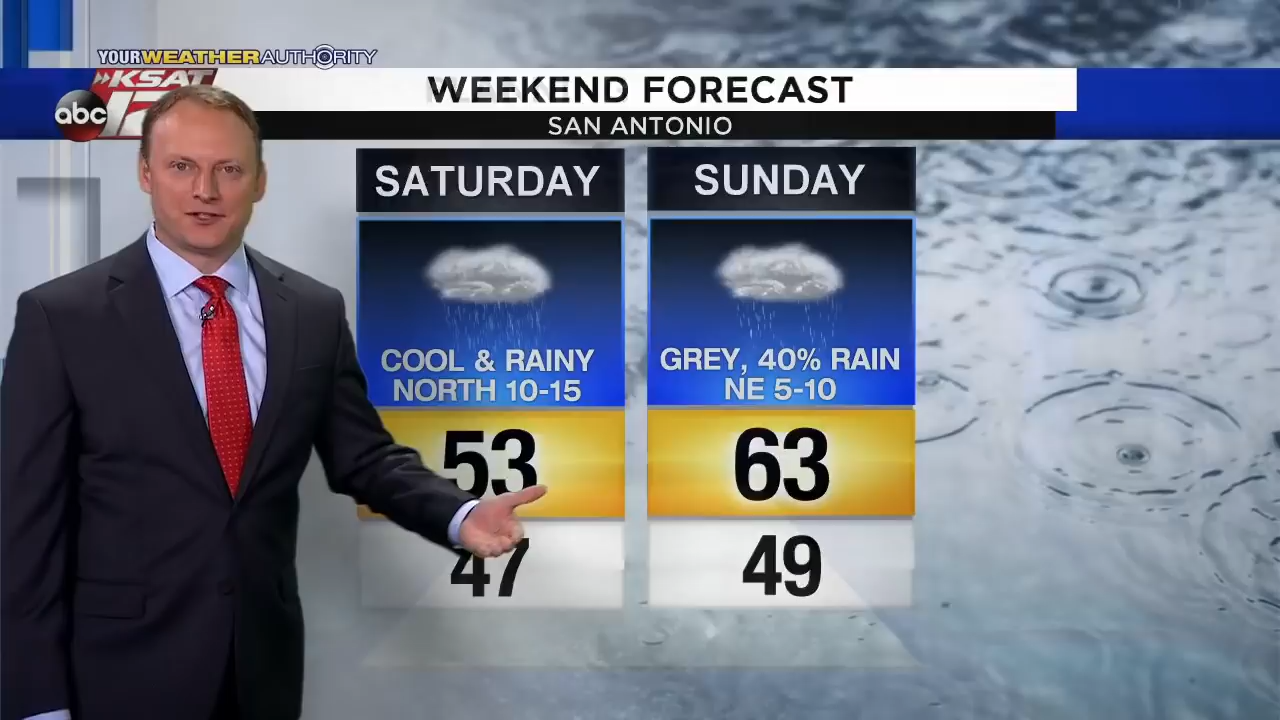 YOURWEATHERAUTHORITY
KSAT
abc 12
WEEKEND FORECAST
SAN ANTONIO
SATURDAY
COOL & RAINY
NORTH 10-15
53
47
SUNDAY
GREY, 40% RAIN
NE 5-10
63
49